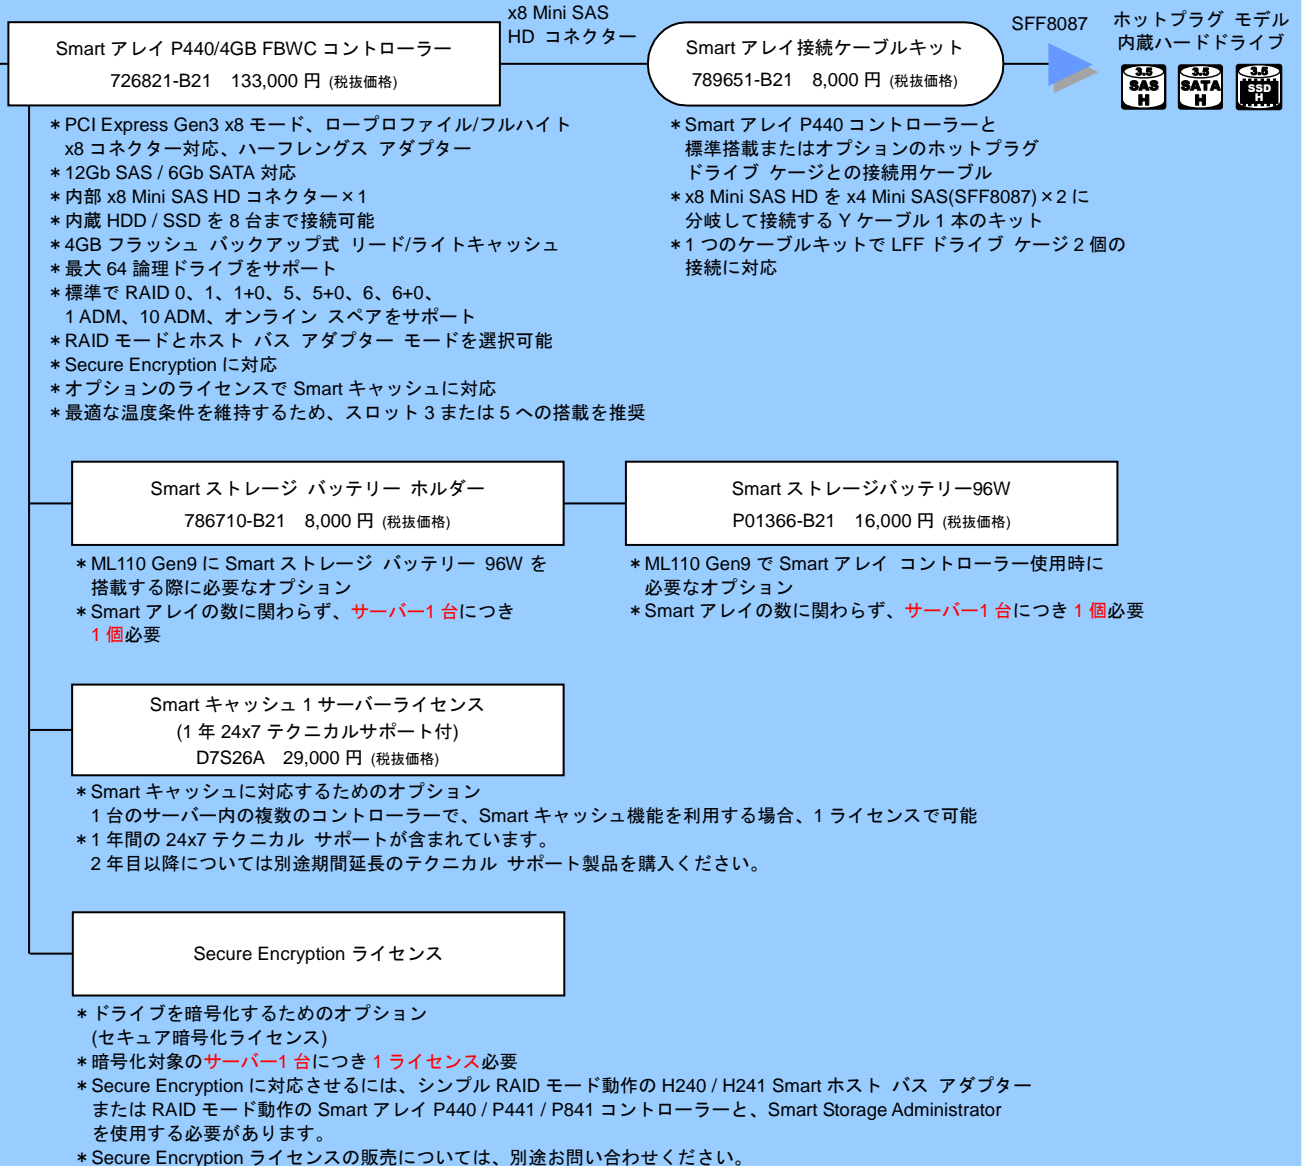 x8 Mini SAS
HD コネクター
SFF8087
ホットプラグ モデル
内蔵ハードドライブ
Smart アレイ P440/4GB FBWC コントローラー
726821-B21 133,000 円 (税抜価格)
Smart アレイ接続ケーブルキット
789651-B21 8,000 円 (税抜価格)
3.5 SAS H
3.5 SATA H
3.5 SSD H
＊PCI Express Gen3 x8 モード、ロープロファイル/フルハイト
x8 コネクター対応、ハーフレングス アダプター
＊12Gb SAS / 6Gb SATA 対応
＊内部 x8 Mini SAS HD コネクター×1
＊内蔵 HDD / SSD を 8 台まで接続可能
＊4GB フラッシュ バックアップ式 リード/ライトキャッシュ
＊最大 64 論理ドライブをサポート
＊標準で RAID 0、1、1+0、5、5+0、6、6+0、
1 ADM、10 ADM、オンライン スペアをサポート
＊RAID モードとホスト バス アダプター モードを選択可能
＊Secure Encryption に対応
＊オプションのライセンスで Smart キャッシュに対応
＊最適な温度条件を維持するため、スロット 3 または 5 への搭載を推奨
＊Smart アレイ P440 コントローラーと
標準搭載またはオプションのホットプラグ
ドライブ ケージとの接続用ケーブル
＊x8 Mini SAS HD を x4 Mini SAS(SFF8087)×2 に
分岐して接続する Y ケーブル 1 本のキット
＊1 つのケーブルキットで LFF ドライブ ケージ 2 個の
接続に対応
Smart ストレージ バッテリー ホルダー
786710-B21 8,000 円 (税抜価格)
Smart ストレージバッテリー96W
P01366-B21 16,000 円 (税抜価格)
＊ML110 Gen9 に Smart ストレージ バッテリー 96W を
搭載する際に必要なオプション
＊Smart アレイの数に関わらず、サーバー1 台につき
1 個必要
＊ML110 Gen9 で Smart アレイ コントローラー使用時に
必要なオプション
＊Smart アレイの数に関わらず、サーバー1 台につき 1 個必要
Smart キャッシュ 1 サーバーライセンス
(1 年 24x7 テクニカルサポート付)
D7S26A 29,000 円 (税抜価格)
＊Smart キャッシュに対応するためのオプション
1 台のサーバー内の複数のコントローラーで、Smart キャッシュ機能を利用する場合、1 ライセンスで可能
＊1 年間の 24x7 テクニカル サポートが含まれています。
2 年目以降については別途期間延長のテクニカル サポート製品を購入ください。
Secure Encryption ライセンス
＊ドライブを暗号化するためのオプション
(セキュア暗号化ライセンス)
＊暗号化対象のサーバー1 台につき 1 ライセンス必要
＊Secure Encryption に対応させるには、シンプル RAID モード動作の H240 / H241 Smart ホスト バス アダプター
または RAID モード動作の Smart アレイ P440 / P441 / P841 コントローラーと、Smart Storage Administrator
を使用する必要があります。
＊Secure Encryption ライセンスの販売については、別途お問い合わせください。